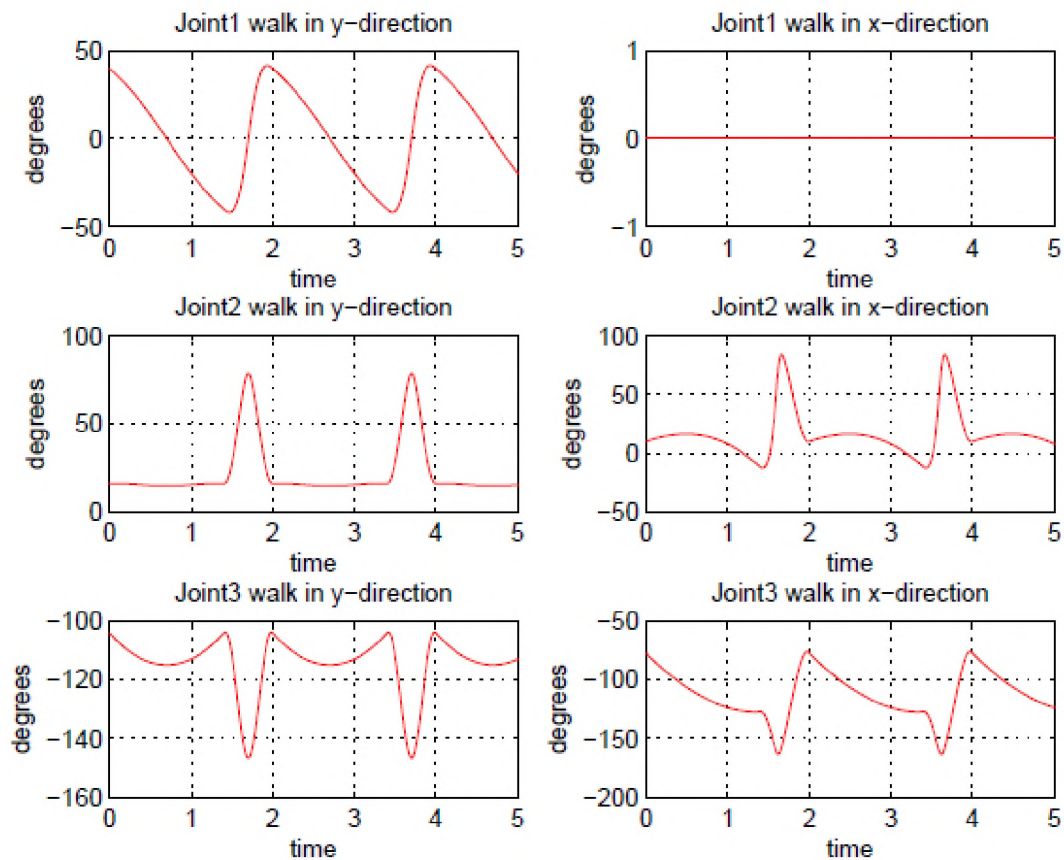 Joint1 walk in y−direction
50
0
−50
degrees
0 1 2 3 4 5
time
Joint1 walk in x−direction
1
0
−1
degrees
0 1 2 3 4 5
time
Joint2 walk in y−direction
100
50
0
degrees
0 1 2 3 4 5
time
Joint2 walk in x−direction
100
50
0
−50
degrees
0 1 2 3 4 5
time
Joint3 walk in y−direction
−100
−120
−140
−160
degrees
0 1 2 3 4 5
time
Joint3 walk in x−direction
−50
−100
−150
−200
degrees
0 1 2 3 4 5
time